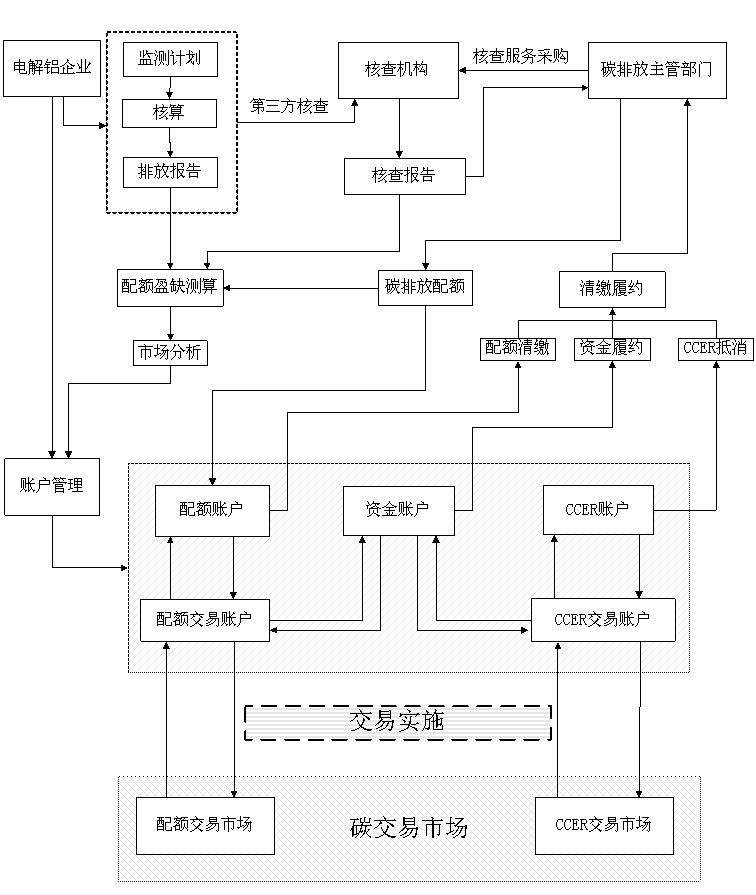 电解铝企业
监测计划
核算
排放报告
第三方核查
核查机构
核查服务采购
碳排放主管部门
核查报告
配额盈缺测算
碳排放配额
清缴履约
市场分析
配额清缴
资金履约
CCER抵消
账户管理
配额账户
资金账户
CCER账户
配额交易账户
CCER交易账户
交易实施
配额交易市场
碳交易市场
CCER交易市场